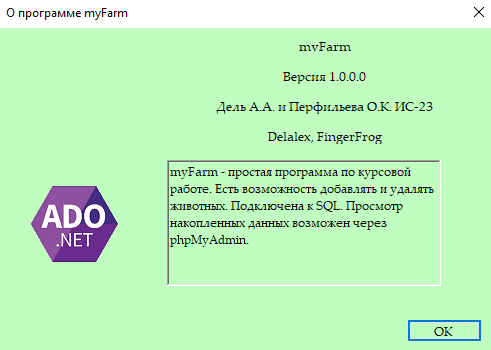 О программе myFarm
myFarm
Версия 1.0.0.0
Дель А.А. и Перфильева О.К. ИС-23
Delalex, FingerFrog
myFarm - простая программа по курсовой
работе. Есть возможность добавлять и удалять
животных. Подключена к SQL. Просмотр
накопленных данных возможен через
phpMyAdmin.
ADO
.NET
OK